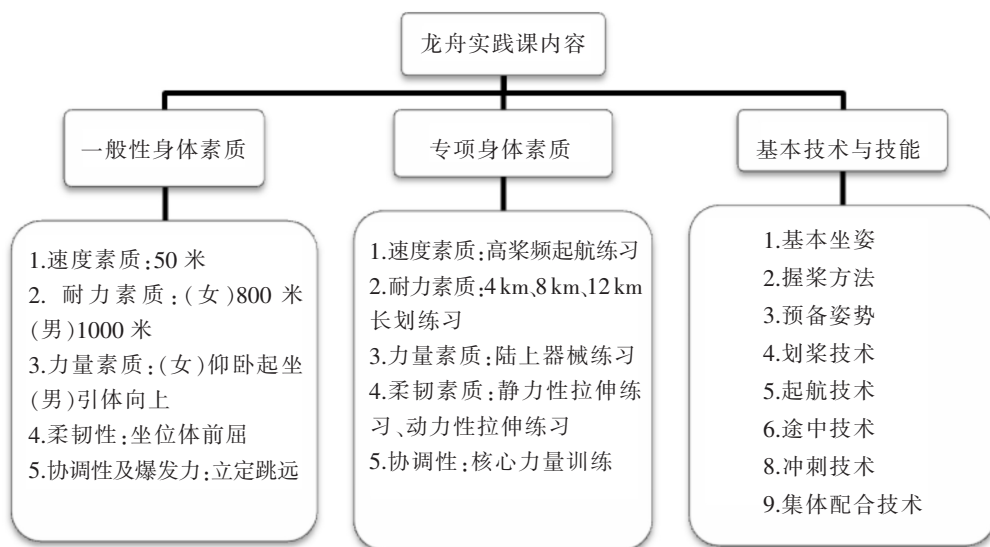 龙舟实践课内容
一般性身体素质
专项身体素质
基本技术与技能
1.速度素质:50 米
2. 耐力素质:(女)800 米
(男)1000 米
3.力量素质:(女)仰卧起坐
(男)引体向上
4.柔韧性:坐位体前屈
5.协调性及爆发力:立定跳远
1.速度素质:高桨频起航练习
2.耐力素质:4 km、8 km、12 km
长划练习
3.力量素质:陆上器械练习
4.柔韧素质:静力性拉伸练
习、动力性拉伸练习
5.协调性:核心力量训练
1.基本坐姿
2.握桨方法
3.预备姿势
4.划桨技术
5.起航技术
6.途中技术
8.冲刺技术
9.集体配合技术